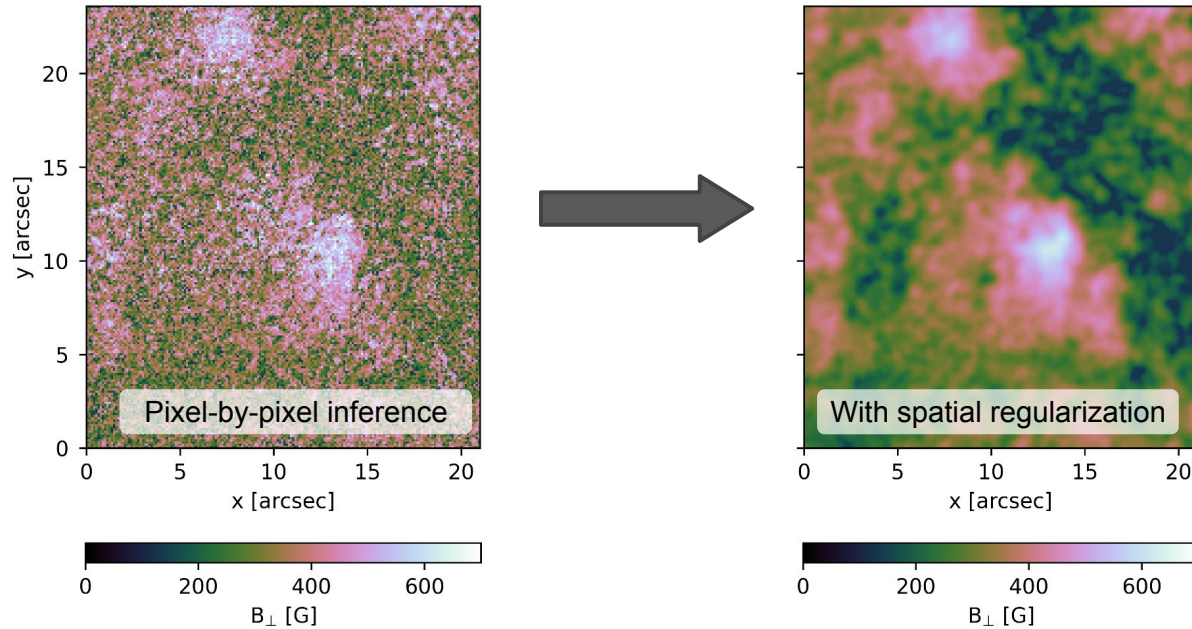 20
15
10
5
0
y [arcsec]
Pixel-by-pixel inference
0 5 10 15 20
x [arcsec]
0 200 400 600
B⊥ [G]
With spatial regularization
0 5 10 15 20
x [arcsec]
0 200 400 600
B⊥ [G]